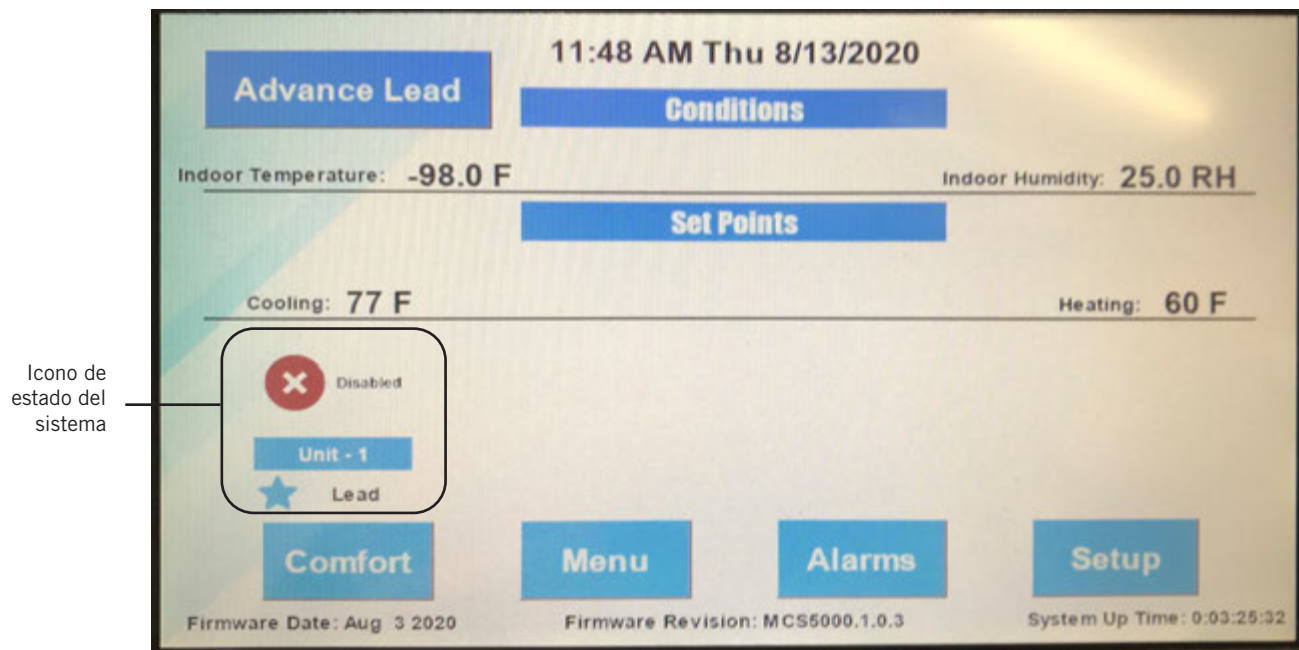 11:48 AM Thu 8/13/2020
Advance Lead
Conditions
Indoor Temperature: -98.0 F
Indoor Humidity: 25.0 RH
Set Points
Cooling: 77 F
Heating: 60 F
Icono de
estado del
sistema
Disabled
Unit - 1
Lead
Comfort
Menu
Alarms
Setup
Firmware Date: Aug 3 2020
Firmware Revision: MCS5000.1.0.3
System Up Time: 0:03:25:32